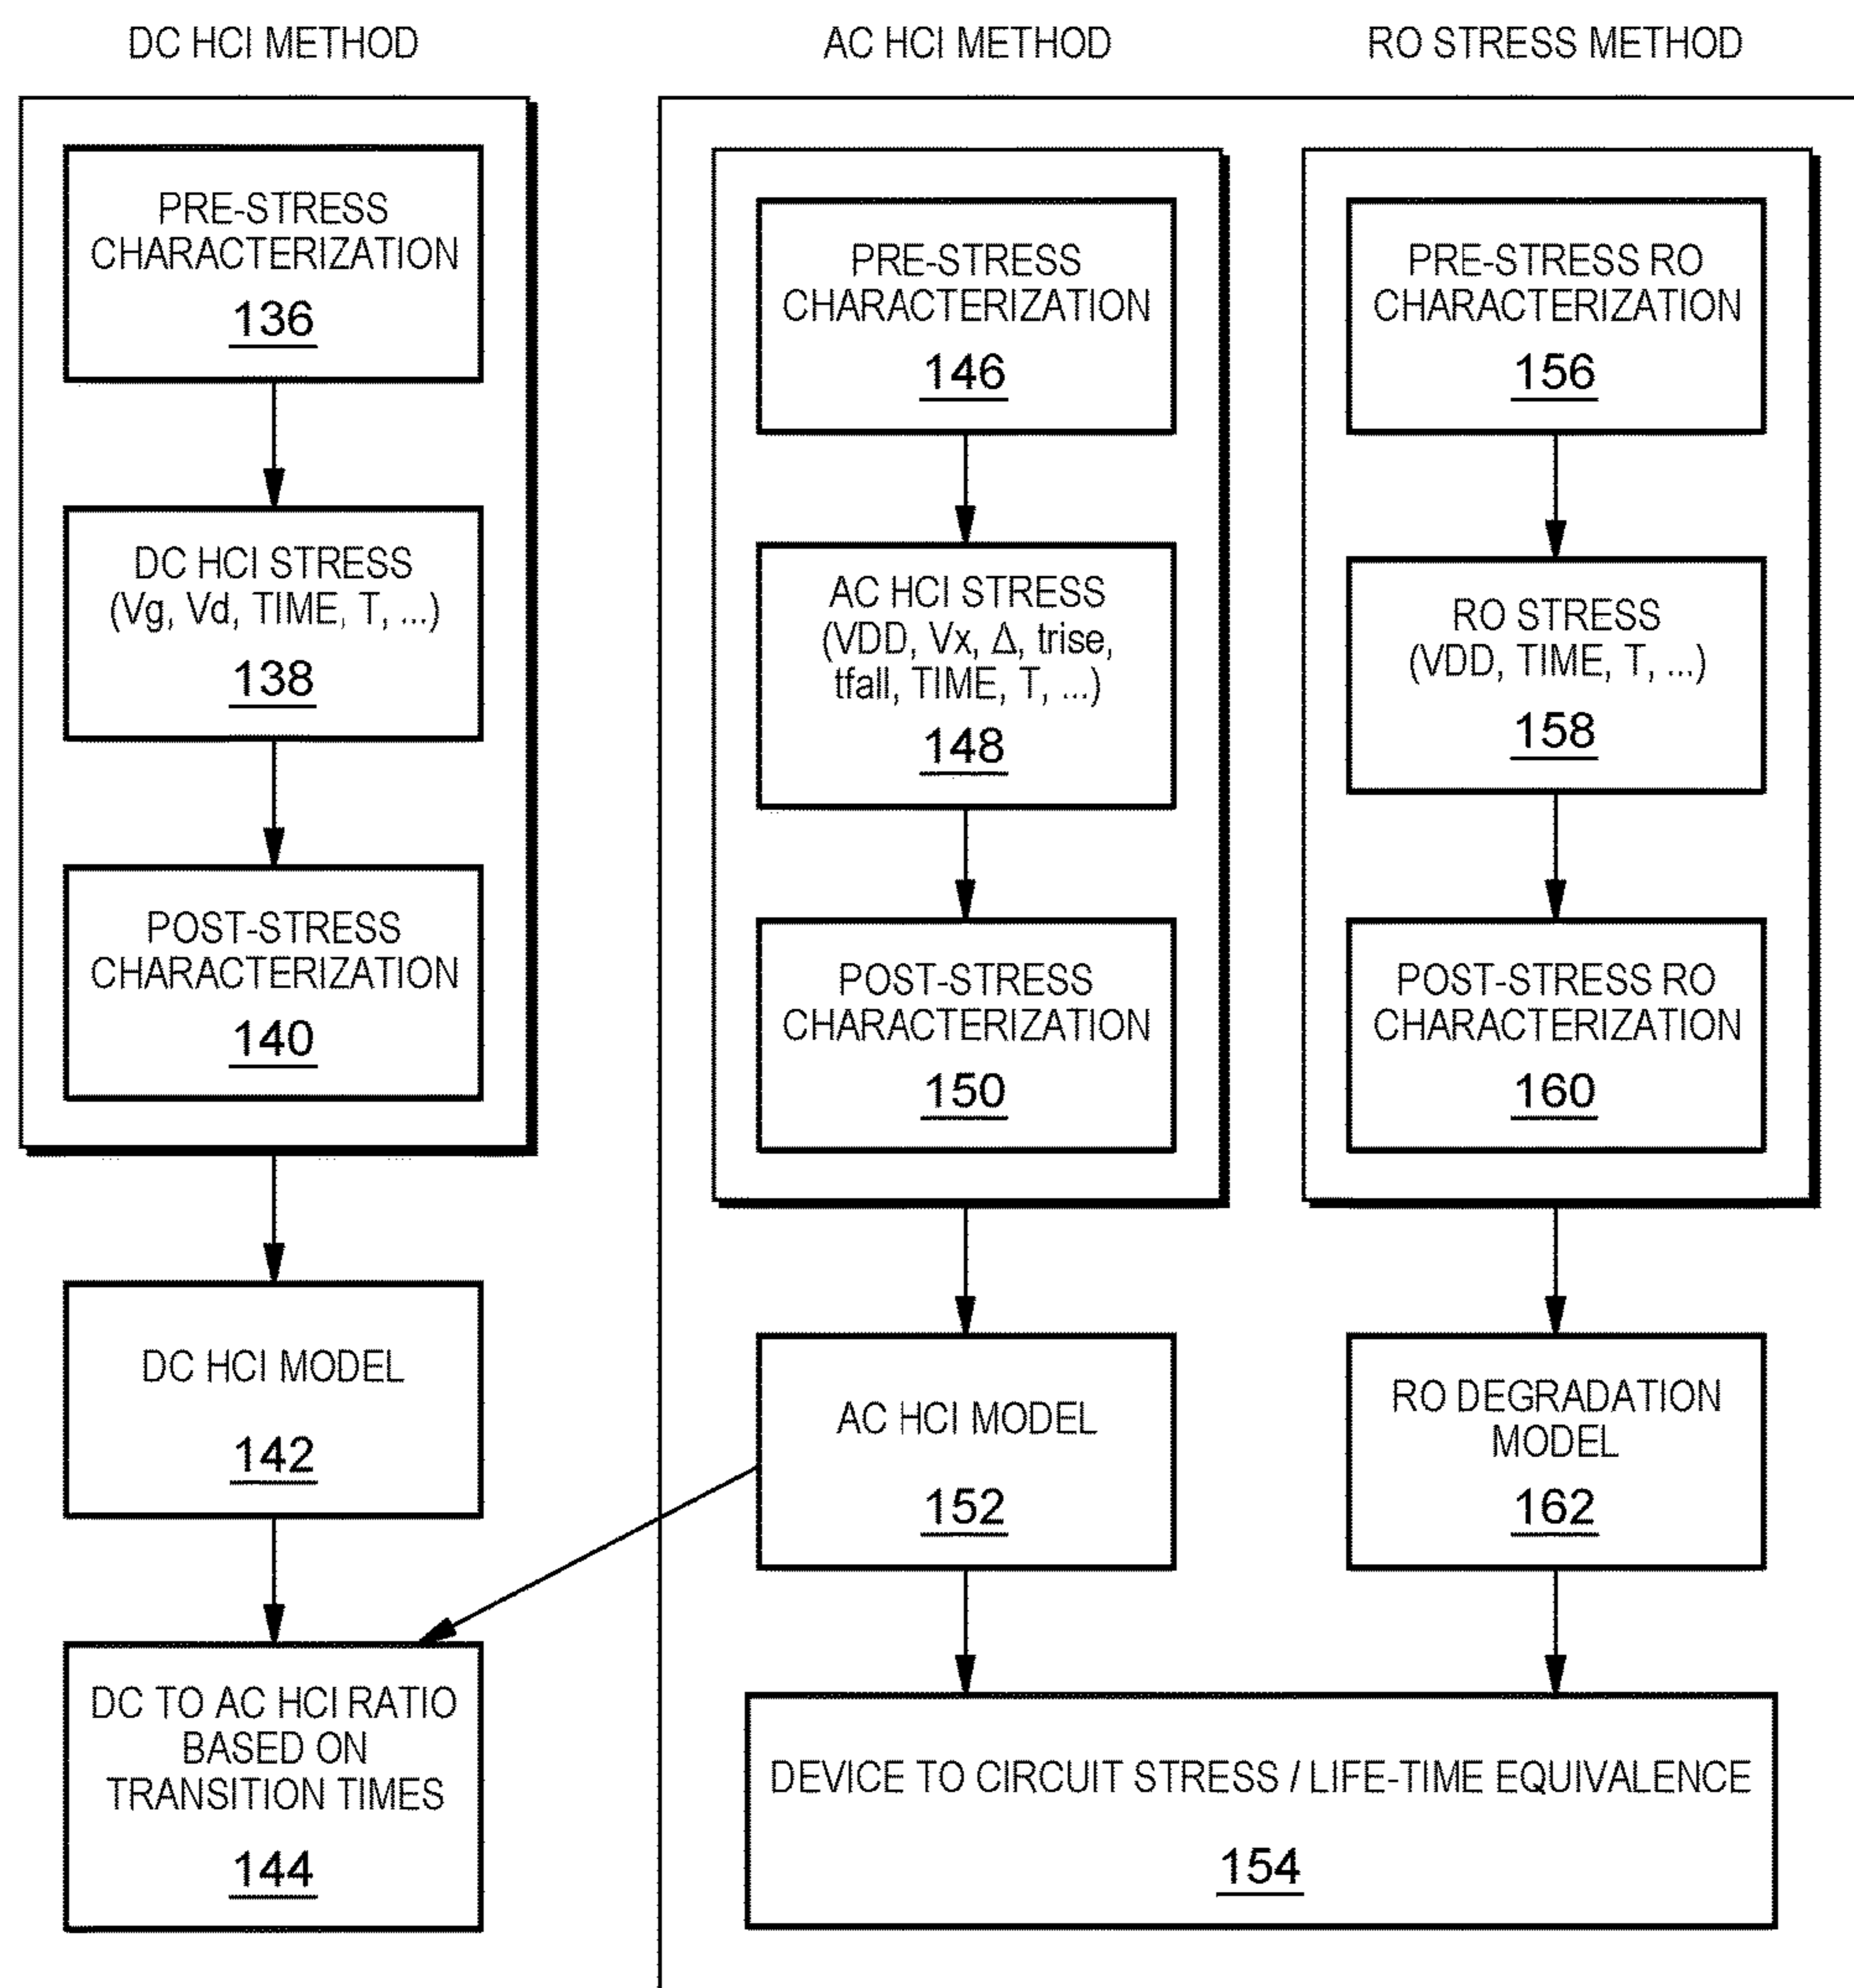 DC HCI METHOD
PRE-STRESS
CHARACTERIZATION
136
DC HCI STRESS
(Vg, Vd, TIME, T, ...)
138
POST-STRESS
CHARACTERIZATION
140
DC HCI MODEL
142
DC TO AC HCI RATIO
BASED ON
TRANSITION TIMES
144
AC HCI METHOD
PRE-STRESS
CHARACTERIZATION
146
AC HCI STRESS
(VDD, Vx, Δ, trise,
tfall, TIME, T, ...)
148
POST-STRESS
CHARACTERIZATION
150
AC HCI MODEL
152
RO STRESS METHOD
PRE-STRESS RO
CHARACTERIZATION
156
RO STRESS
(VDD, TIME, T, ...)
158
POST-STRESS RO
CHARACTERIZATION
160
RO DEGRADATION
MODEL
162
DEVICE TO CIRCUIT STRESS / LIFE-TIME EQUIVALENCE
154